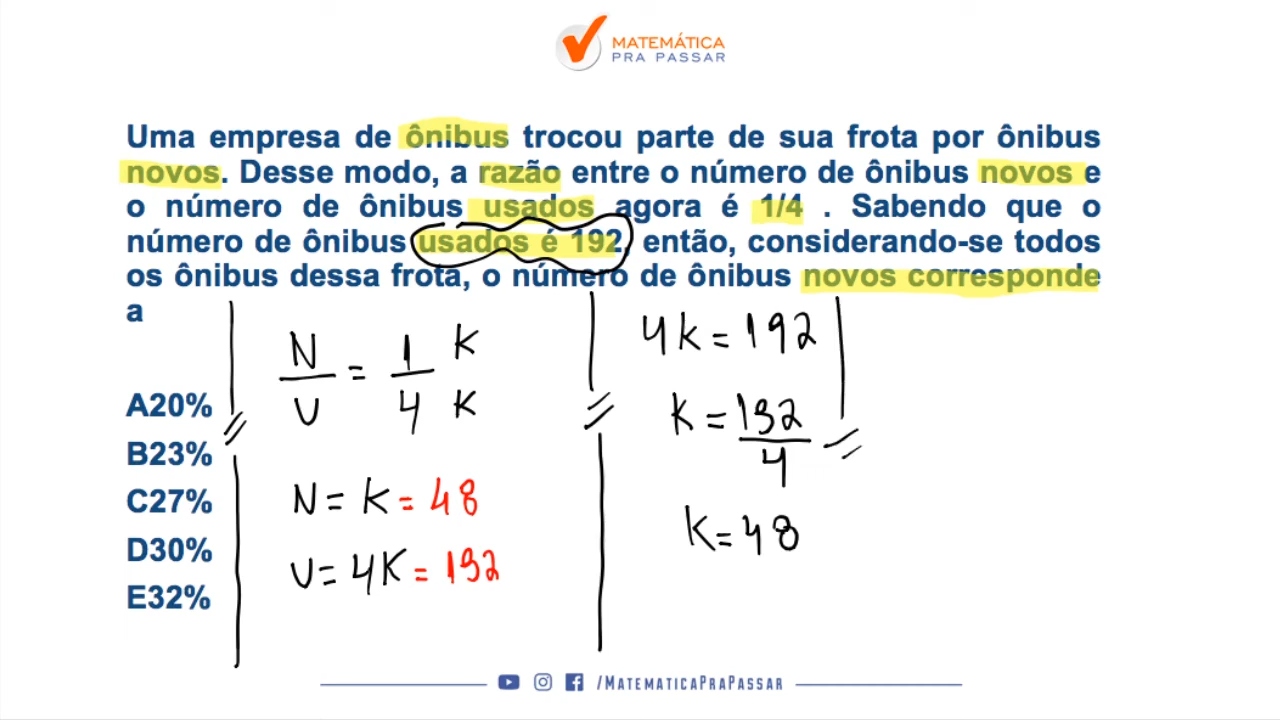 MATEMÁTICA
PRA PASSAR
Uma empresa de ônibus trocou parte de sua frota por ônibus
novos. Desse modo, a razão entre o número de ônibus novos e
o número de ônibus usados agora é 1/4 . Sabendo que o
número de ônibus usados é 192, então, considerando-se todos
os ônibus dessa frota, o número de ônibus novos corresponde
a
A20%
B23%
C27%
D30%
E32%
N/U = 1/4 K/K
N = K = 48
U = 4K = 192
4K = 192
K = 192/4
K = 48
/MatematicaPraPassar